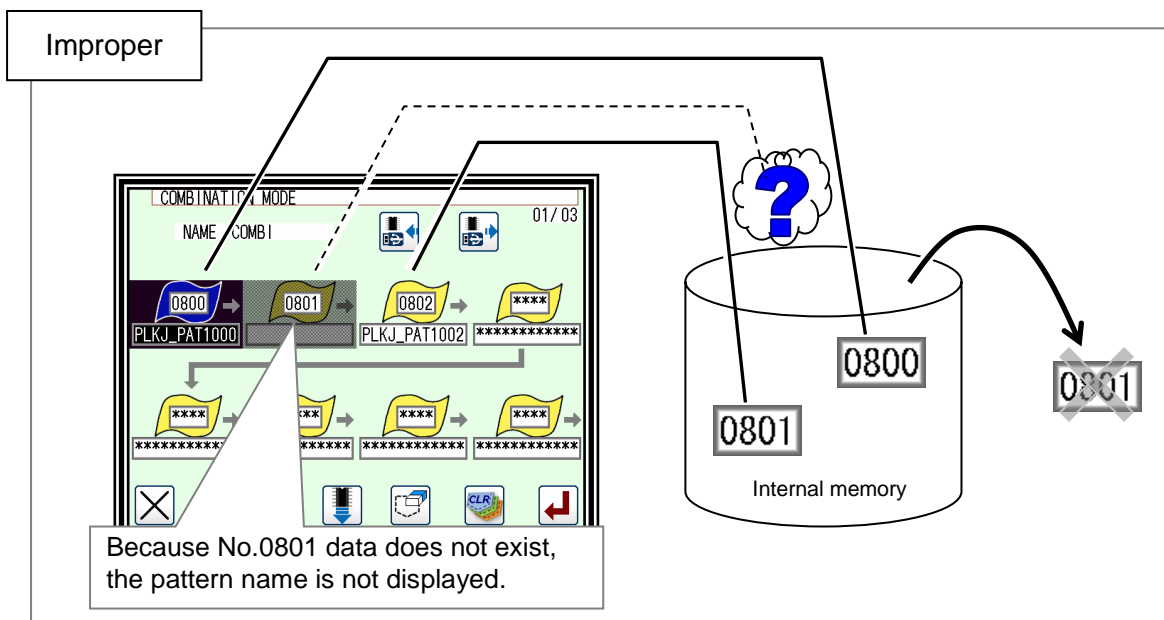 Improper
COMBINATION MODE
NAME COMBI
01/03
0800
0801
0802
****
PLKJ_PAT1000
PLKJ_PAT1002
************
****
***
****
****
***********
********
************
************
CLR
Because No.0801 data does not exist,
the pattern name is not displayed.
?
0800
0801
0801
Internal memory